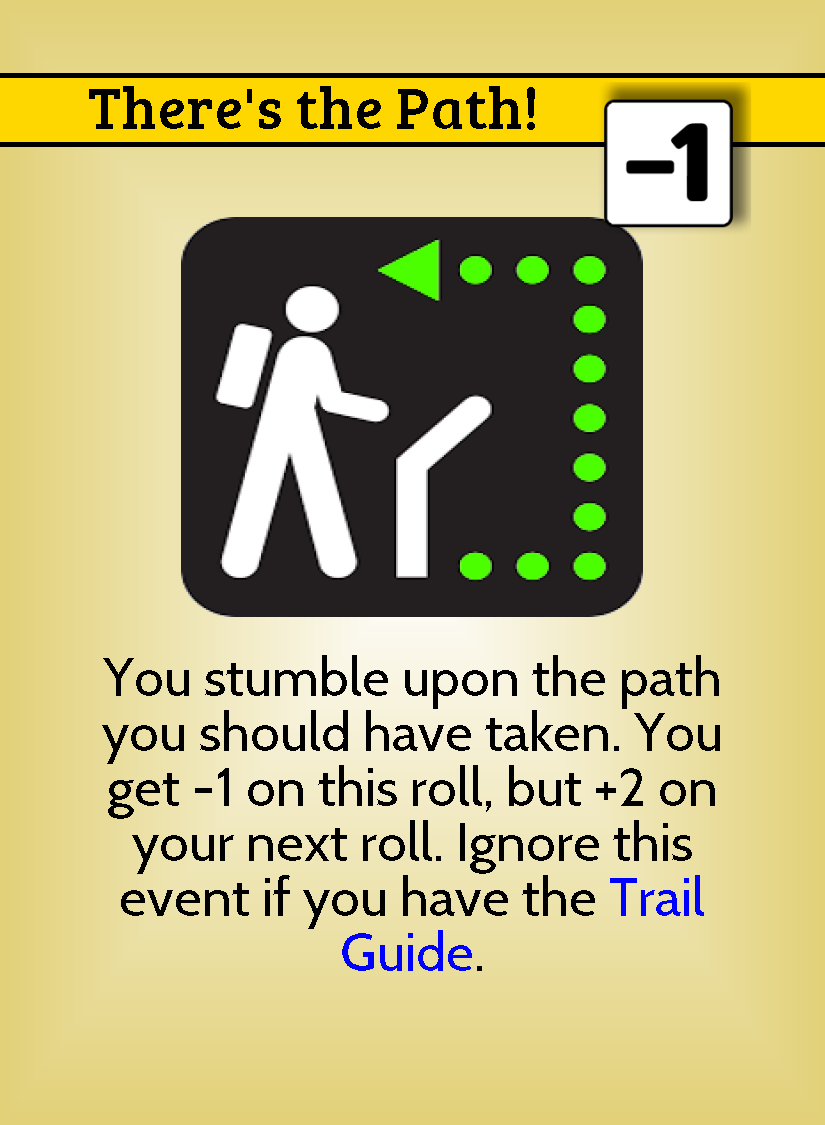 There's the Path!
-1
You stumble upon the path
you should have taken. You
get -1 on this roll, but +2 on
your next roll. Ignore this
event if you have the Trail
Guide.